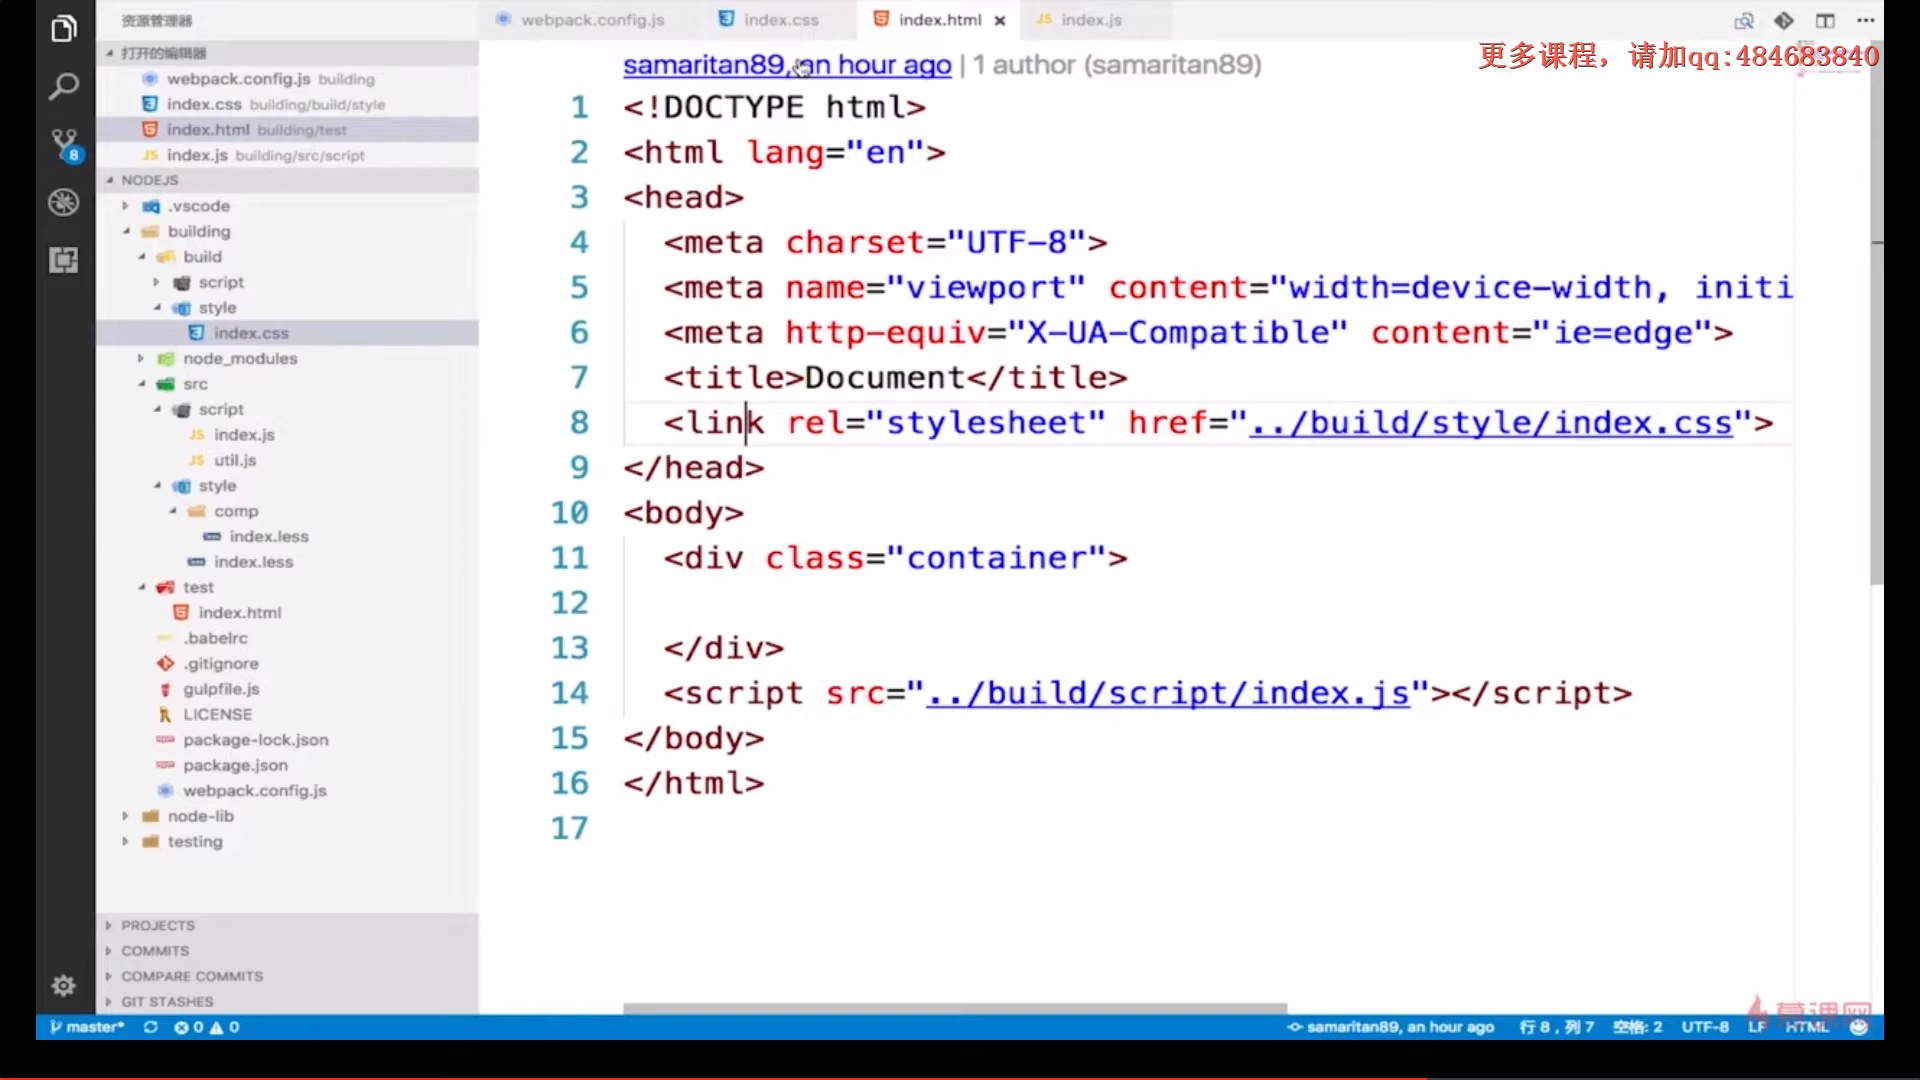 资源管理器
打开的编辑器
webpack.config.js building
index.css building/build/style
index.html building/test
index.js building/src/script
NODEJS
.vscode
building
build
script
style
index.css
node_modules
src
script
index.js
util.js
style
comp
index.less
index.less
test
index.html
.babelrc
.gitignore
gulpfile.js
LICENSE
package-lock.json
package.json
webpack.config.js
node-lib
testing
PROJECTS
COMMITS
COMPARE COMMITS
GIT STASHES
8
webpack.config.js index.css index.html × JS index.js
更多课程，请加qq:484683840
samaritan89, an hour ago | 1 author (samaritan89)
1 <!DOCTYPE html>
2 <html lang="en">
3 <head>
4 <meta charset="UTF-8">
5 <meta name="viewport" content="width=device-width, initi
6 <meta http-equiv="X-UA-Compatible" content="ie=edge">
7 <title>Document</title>
8 <link rel="stylesheet" href="../build/style/index.css">
9 </head>
10 <body>
11 <div class="container">
12
13 </div>
14 <script src="../build/script/index.js"></script>
15 </body>
16 </html>
17
master* 0 0 samaritan89, an hour ago 行 8，列 7 空格: 2 UTF-8 LF HTML
慕课网